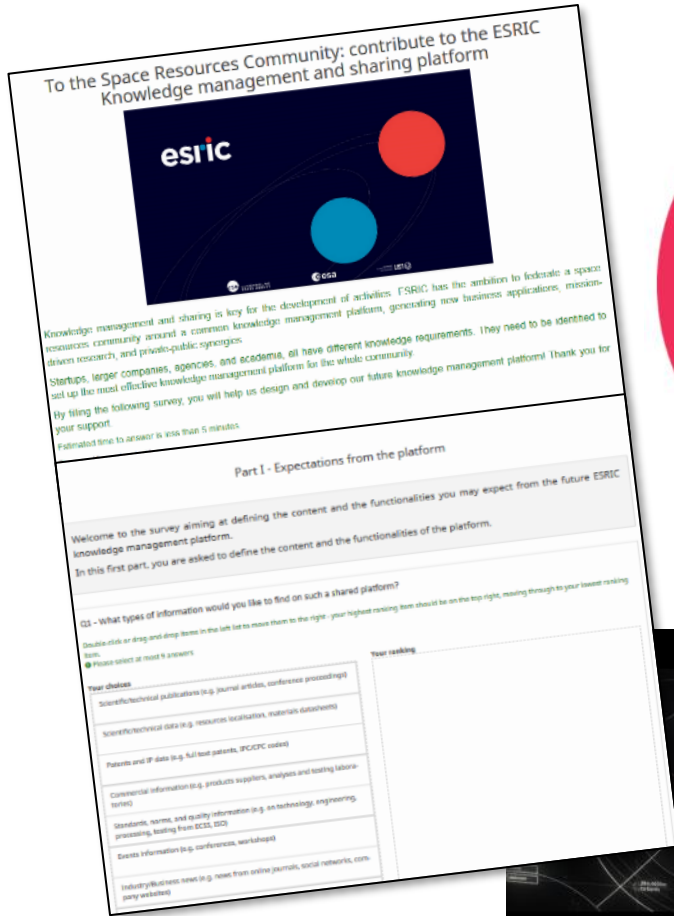 To the Space Resources Community: contribute to the ESRIC
Knowledge management and sharing platform
esric
esa
LIST
Knowledge management and sharing is key for the development of activities. ESRIC has the ambition to federate a space
resources community around a common knowledge management platform, generating new business applications, mission-
driven research, and private-public synergies.
Startups, larger companies, agencies, and academia, all have different knowledge requirements. They need to be identified to
set up the most effective knowledge management platform for the whole community.
By filing the following survey, you will help us design and develop our future knowledge management platform! Thank you for
your support.
Estimated time to answer is less than 5 minutes
Part I - Expectations from the platform
Welcome to the survey aiming at defining the content and the functionalities you may expect from the future ESRIC
knowledge management platform.
In this first part, you are asked to define the content and the functionalities of the platform.
Q1 - What types of information would you like to find on such a shared platform?
Double-click or drag-and-drop items in the left list to move them to the right - your highest ranking item should be on the top right, moving through to your lowest ranking
item.
Please select at most 9 answers
Your choices
Your ranking
Scientific/technical publications (e.g. journal articles, conference proceedings)
Scientific/technical data (e.g. resources localisation, materials datasheets)
Patents and IP data (e.g. full text patents, IPC/CPC codes)
Commercial information (e.g. products suppliers, analyses and testing labora-
tories)
Standards, norms, and quality information (e.g. on technology, engineering,
processing, testing from ECSS, ISO)
Events information (e.g. conferences, workshops)
Industry/Business news (e.g. news from online journals, social networks, com-
pany websites)